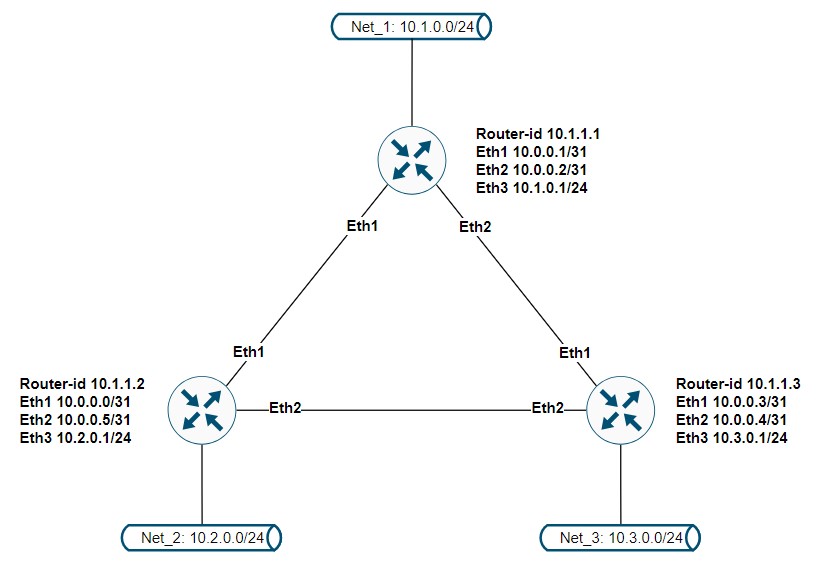 Net_1: 10.1.0.0/24
Router-id 10.1.1.1
Eth1 10.0.0.1/31
Eth2 10.0.0.2/31
Eth3 10.1.0.1/24
Eth1
Eth2
Eth1
Eth1
Router-id 10.1.1.2
Eth1 10.0.0.0/31
Eth2 10.0.0.5/31
Eth3 10.2.0.1/24
Eth2
Eth2
Router-id 10.1.1.3
Eth1 10.0.0.3/31
Eth2 10.0.0.4/31
Eth3 10.3.0.1/24
Net_2: 10.2.0.0/24
Net_3: 10.3.0.0/24